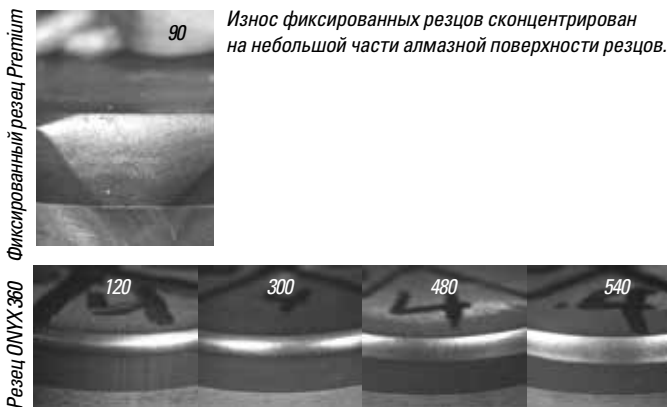 Фиксированный резец Premium
90
Износ фиксированных резцов сконцентрирован
на небольшой части алмазной поверхности резцов.
Резец ONYX 360
120
300
480
540